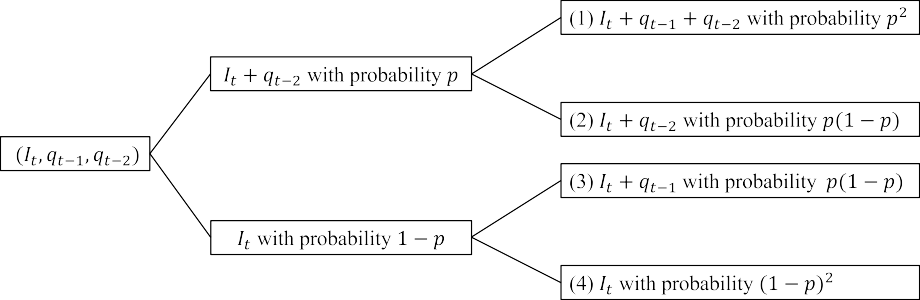 (I_t, q_{t-1}, q_{t-2})
I_t + q_{t-2} with probability p
I_t with probability 1 − p
(1) I_t + q_{t-1} + q_{t-2} with probability p^2
(2) I_t + q_{t-2} with probability p(1 − p)
(3) I_t + q_{t-1} with probability p(1 − p)
(4) I_t with probability (1 − p)^2